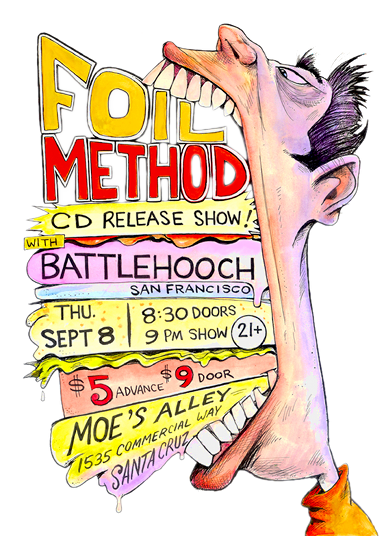 FOIL
METHOD
CD RELEASE SHOW!
WITH
BATTLEHOOCH
SAN FRANCISCO
THU. 8:30 DOORS
SEPT 8 9 PM SHOW 21+
$5 ADVANCE $9 DOOR
MOE'S ALLEY
1535 COMMERCIAL WAY
SANTA CRUZ